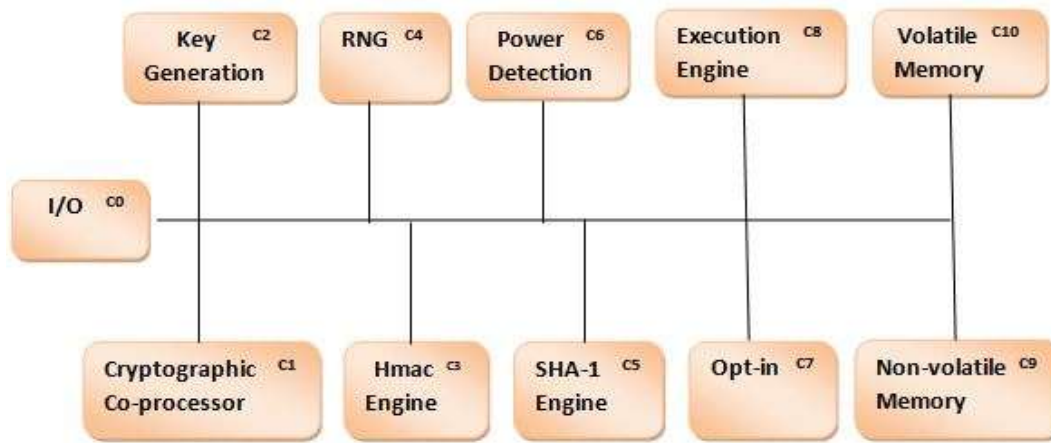 Key C2
Generation
RNG C4
Power C6
Detection
Execution C8
Engine
Volatile C10
Memory
I/O C0
Cryptographic C1
Co-processor
Hmac C3
Engine
SHA-1 C5
Engine
Opt-in C7
Non-volatile C9
Memory